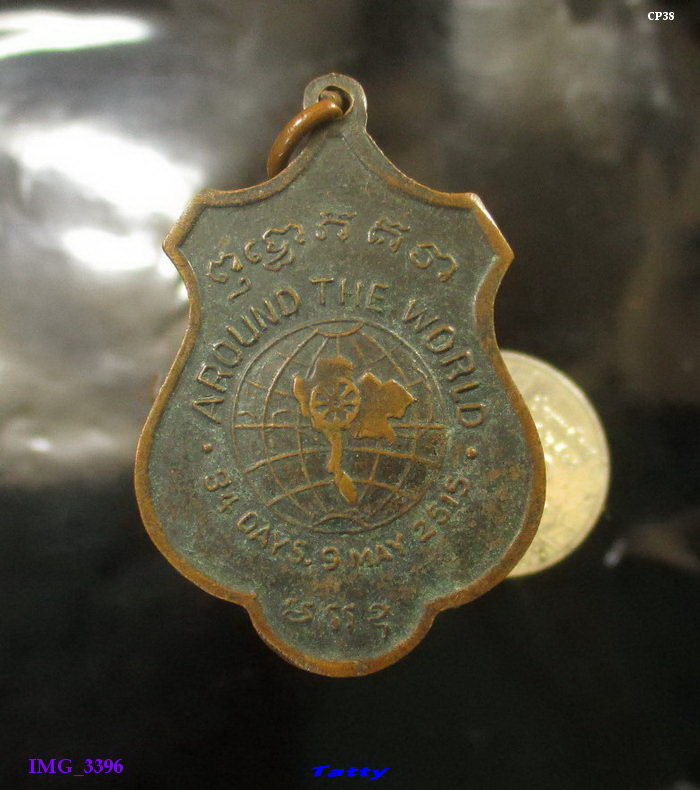 CP38
AROUND THE WORLD
• 34 DAYS. 9 MAY 2515 •
IMG_3396
Tatty